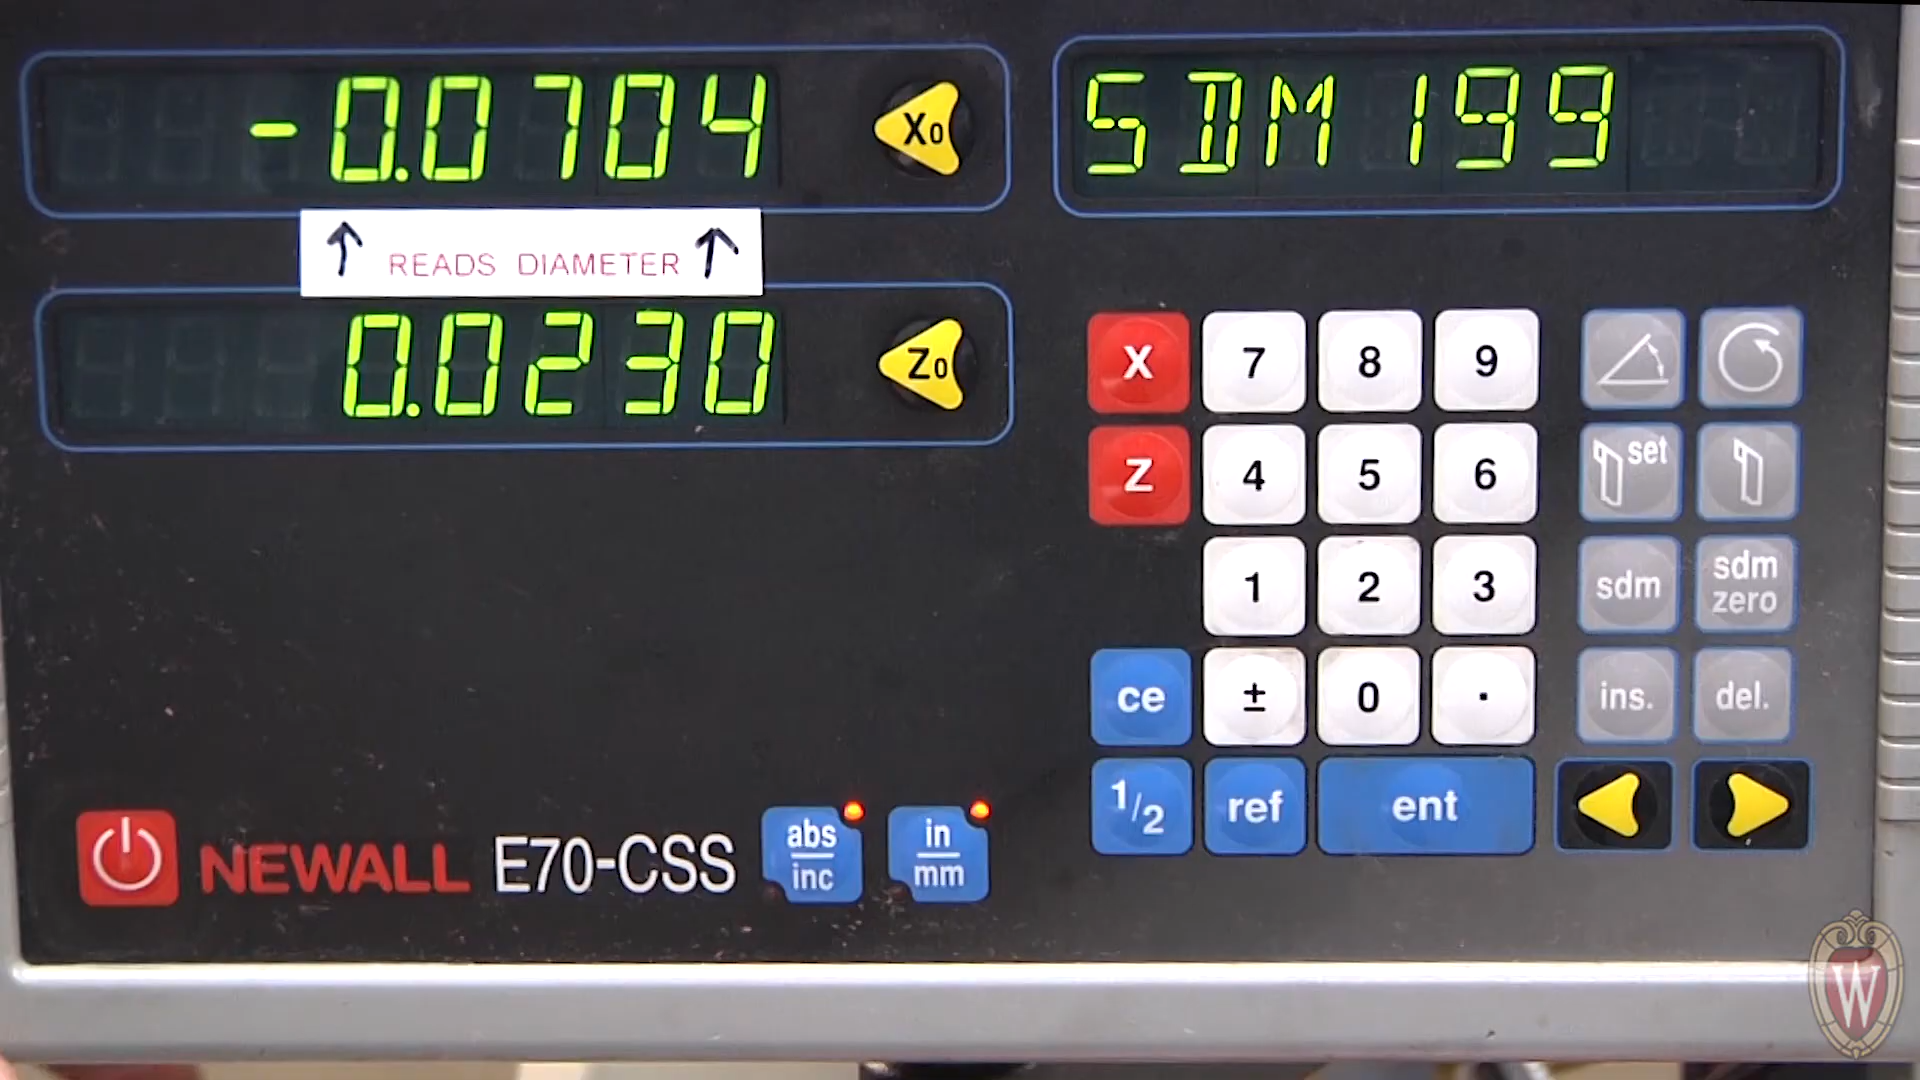 -0.0704
X0
SDM 199
↑ READS DIAMETER ↑
0.0230
Z0
X 7 8 9
Z 4 5 6 set
1 2 3 sdm sdm zero
ce ± 0 . ins. del.
1/2 ref ent
NEWALL E70-CSS abs/inc in/mm
W